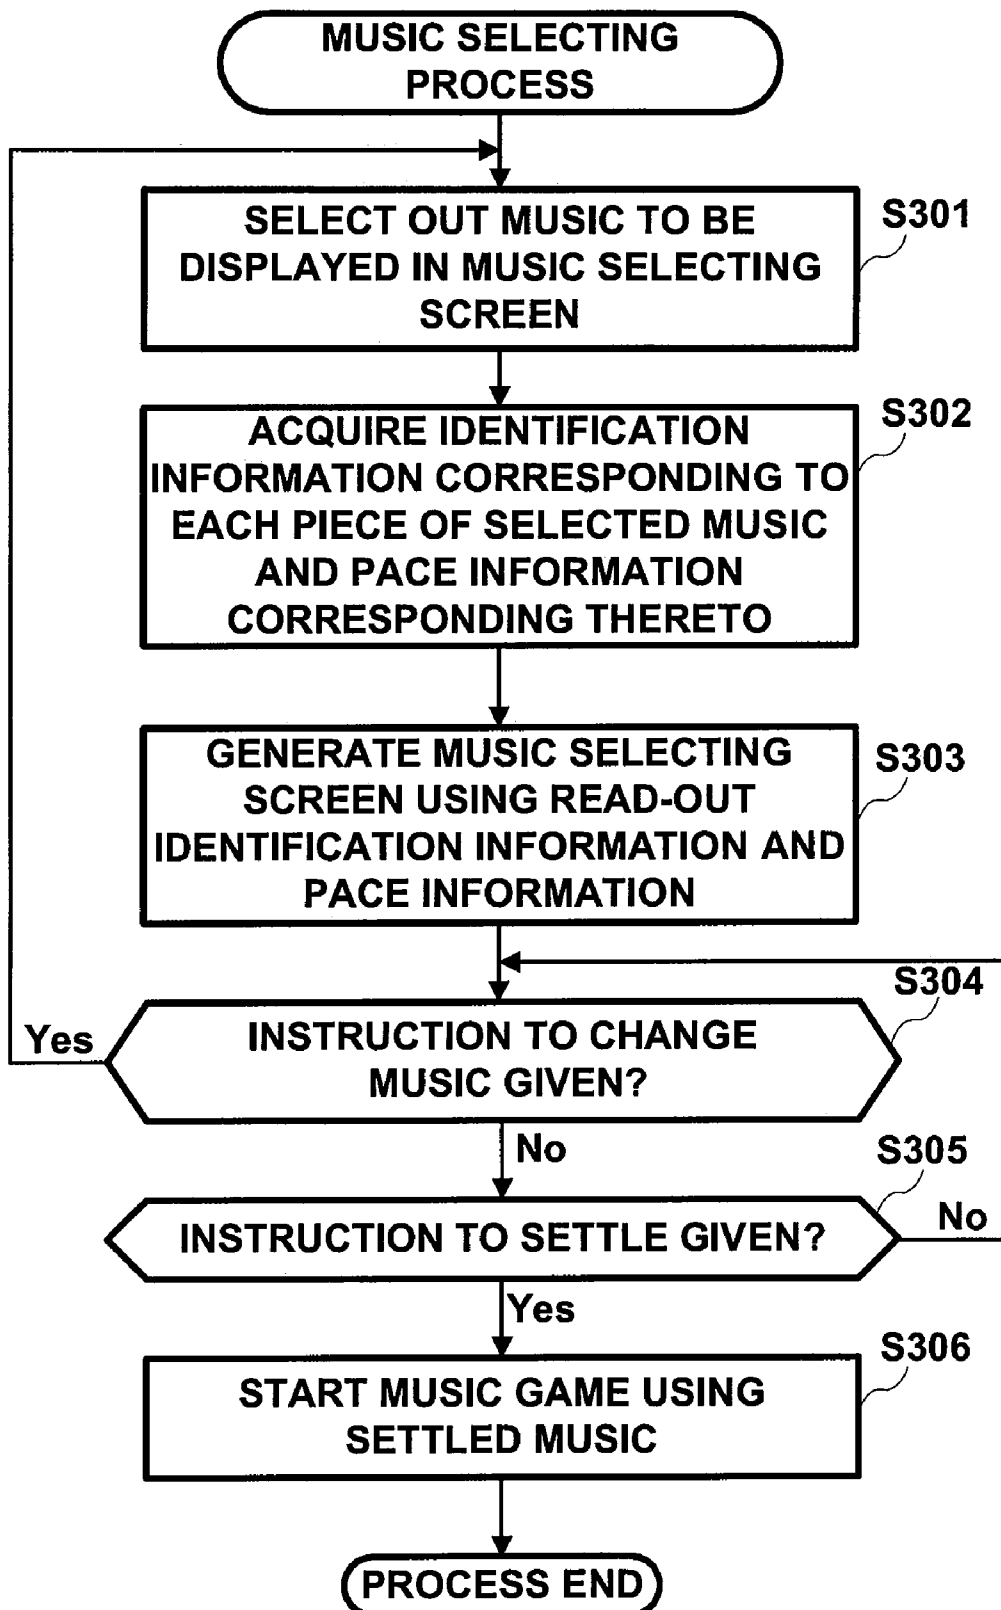 MUSIC SELECTING
PROCESS
SELECT OUT MUSIC TO BE
DISPLAYED IN MUSIC SELECTING
SCREEN
S301
ACQUIRE IDENTIFICATION
INFORMATION CORRESPONDING TO
EACH PIECE OF SELECTED MUSIC
AND PACE INFORMATION
CORRESPONDING THERETO
S302
GENERATE MUSIC SELECTING
SCREEN USING READ-OUT
IDENTIFICATION INFORMATION AND
PACE INFORMATION
S303
INSTRUCTION TO CHANGE
MUSIC GIVEN?
S304
Yes
No
INSTRUCTION TO SETTLE GIVEN?
S305
No
Yes
START MUSIC GAME USING
SETTLED MUSIC
S306
PROCESS END